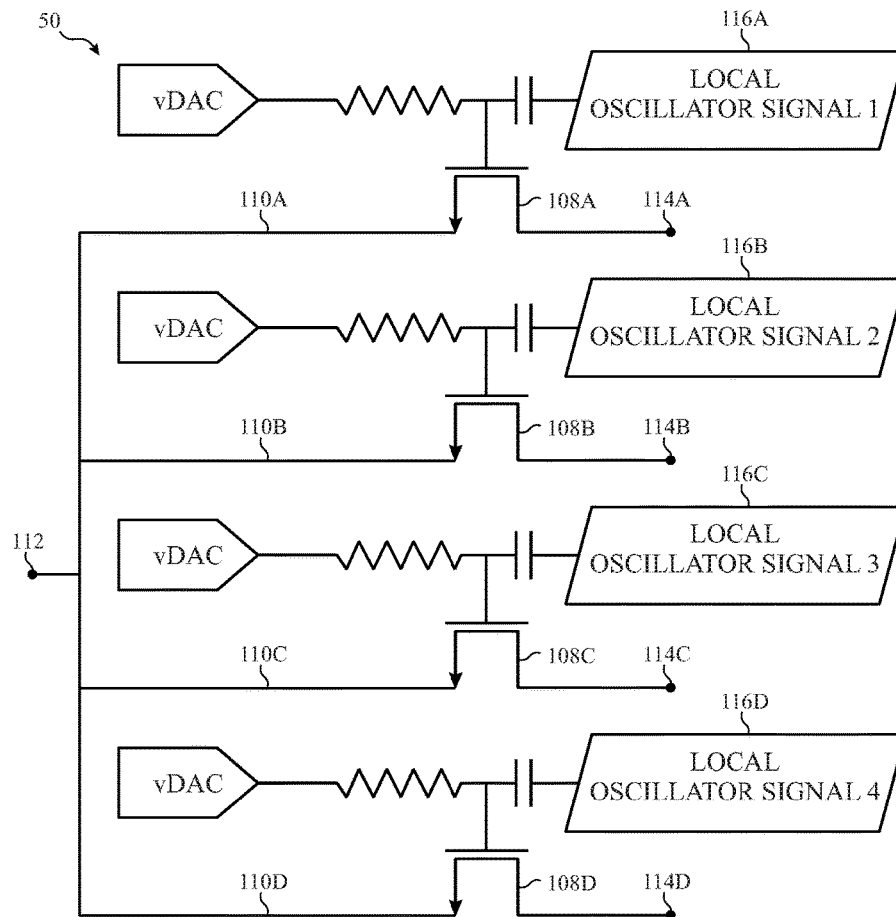 50
116A
vDAC
LOCAL
OSCILLATOR SIGNAL 1
110A
108A
114A
116B
vDAC
LOCAL
OSCILLATOR SIGNAL 2
110B
108B
114B
116C
vDAC
LOCAL
OSCILLATOR SIGNAL 3
112
110C
108C
114C
116D
vDAC
LOCAL
OSCILLATOR SIGNAL 4
110D
108D
114D